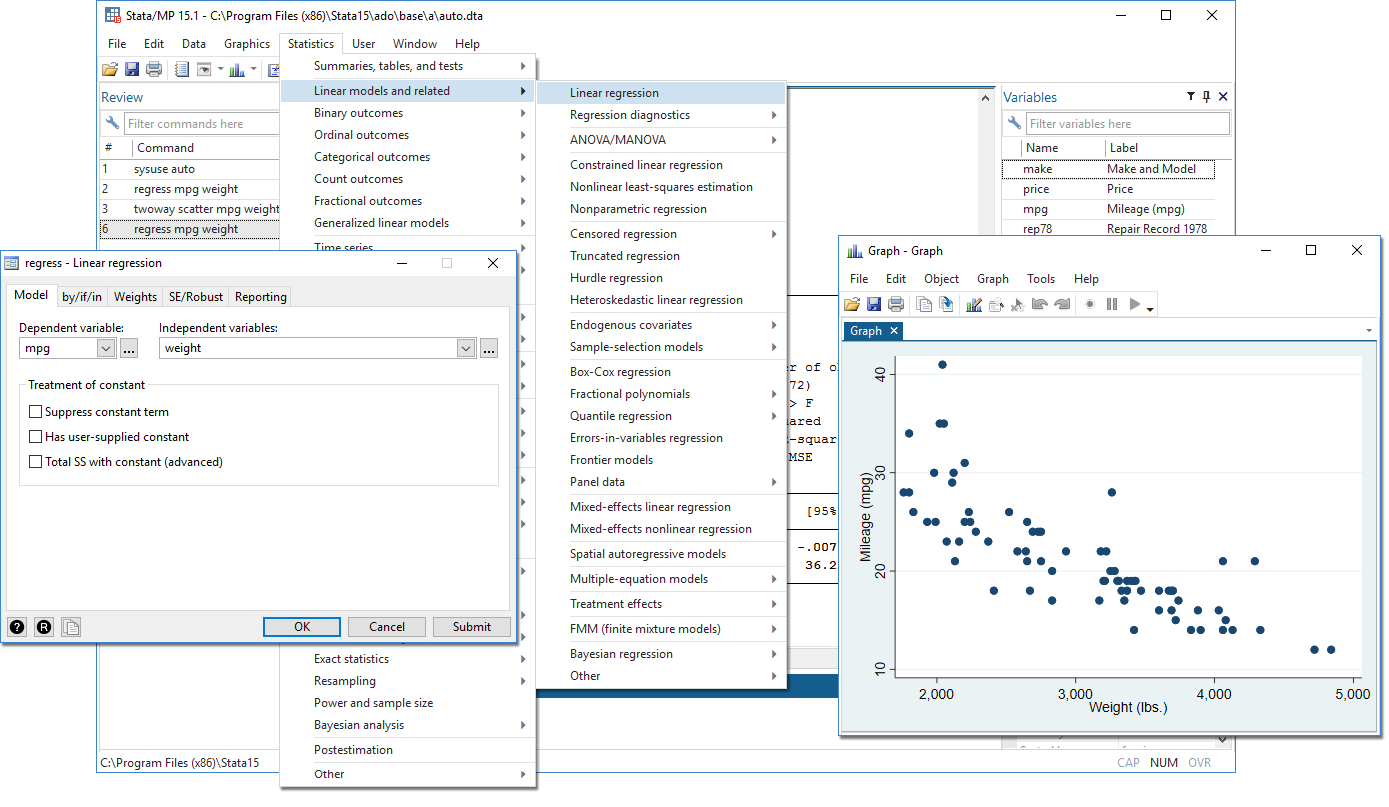 Stata/MP 15.1 - C:\Program Files (x86)\Stata15\ado\base\a\auto.dta
File Edit Data Graphics Statistics User Window Help
Review
Filter commands here
# Command
1 sysuse auto
2 regress mpg weight
3 twoway scatter mpg weight
6 regress mpg weight
Summaries, tables, and tests
Linear models and related
Binary outcomes
Ordinal outcomes
Categorical outcomes
Count outcomes
Fractional outcomes
Generalized linear models
Time series
Exact statistics
Resampling
Power and sample size
Bayesian analysis
Postestimation
Other
Linear regression
Regression diagnostics
ANOVA/MANOVA
Constrained linear regression
Nonlinear least-squares estimation
Nonparametric regression
Censored regression
Truncated regression
Hurdle regression
Heteroskedastic linear regression
Endogenous covariates
Sample-selection models
Box-Cox regression
Fractional polynomials
Quantile regression
Errors-in-variables regression
Frontier models
Panel data
Mixed-effects linear regression
Mixed-effects nonlinear regression
Spatial autoregressive models
Multiple-equation models
Treatment effects
FMM (finite mixture models)
Bayesian regression
Other
er of o
72)
> F
uared
-squar
MSE
[95%
-.007
36.2
Variables
Filter variables here
Name Label
make Make and Model
price Price
mpg Mileage (mpg)
rep78 Repair Record 1978
regress - Linear regression
Model by/if/in Weights SE/Robust Reporting
Dependent variable: Independent variables:
mpg ... weight ...
Treatment of constant
Suppress constant term
Has user-supplied constant
Total SS with constant (advanced)
? R OK Cancel Submit
Graph - Graph
File Edit Object Graph Tools Help
Graph
Mileage (mpg)
40
30
20
10
2,000 3,000 4,000 5,000
Weight (lbs.)
C:\Program Files (x86)\Stata15
CAP NUM OVR